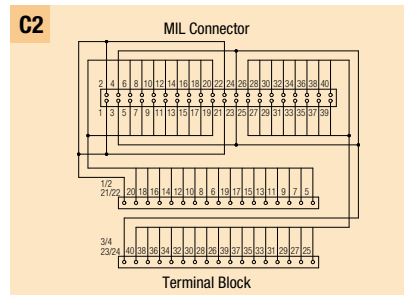 C2
MIL Connector
2 4 6 8 10 12 14 16 18 20 22 24 26 28 30 32 34 36 38 40
1 3 5 7 9 11 13 15 17 19 21 23 25 27 29 31 33 35 37 39
1/2
21/22 20 18 16 14 12 10 8 6 19 17 15 13 11 9 7 5
3/4
23/24 40 38 36 34 32 30 28 26 39 37 35 33 31 29 27 25
Terminal Block